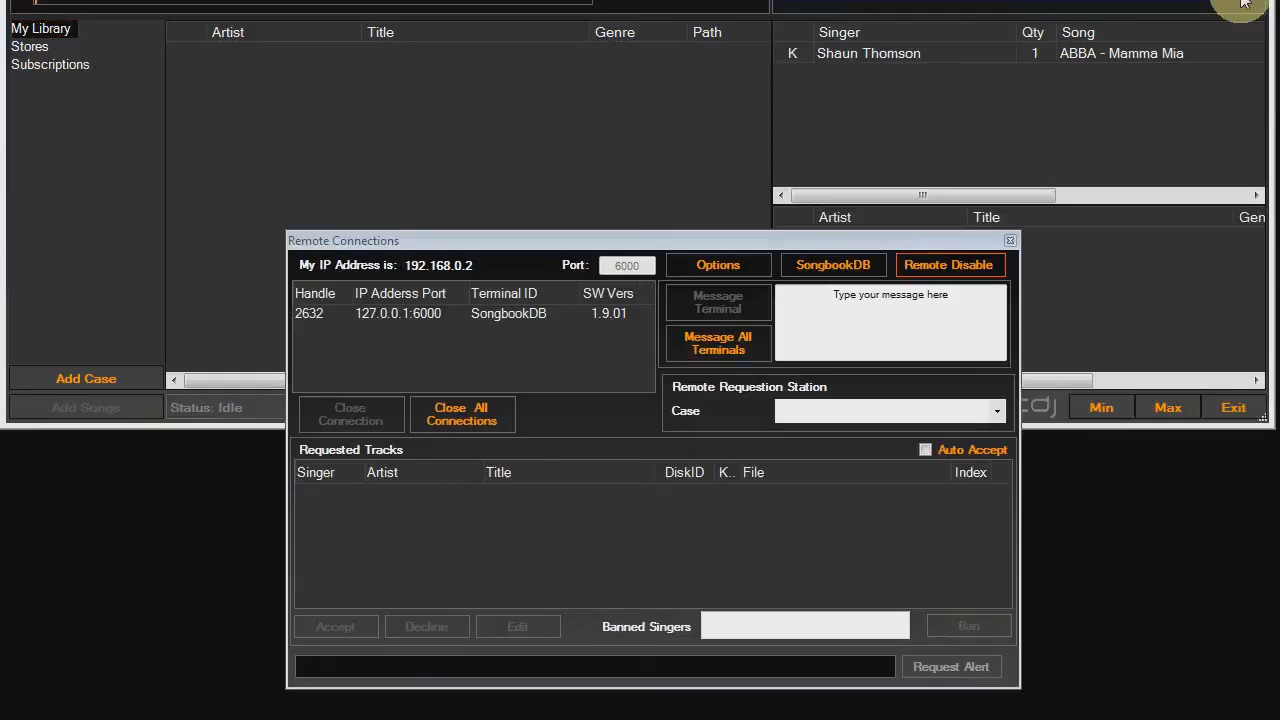 My Library
Stores
Subscriptions
Artist Title Genre Path
Singer Qty Song
K Shaun Thomson 1 ABBA - Mamma Mia
Artist Title Gen
Add Case
Add Songs
Status: Idle
cdj
Min Max Exit
Remote Connections
My IP Address is: 192.168.0.2 Port: 6000 Options SongbookDB Remote Disable
Handle IP Adderss Port Terminal ID SW Vers
2632 127.0.0.1:6000 SongbookDB 1.9.01
Message
Terminal
Type your message here
Message All
Terminals
Remote Requestion Station
Case
Close
Connection
Close All
Connections
Requested Tracks Auto Accept
Singer Artist Title DiskID K.. File Index
Accept Decline Edit Banned Singers Ban
Request Alert